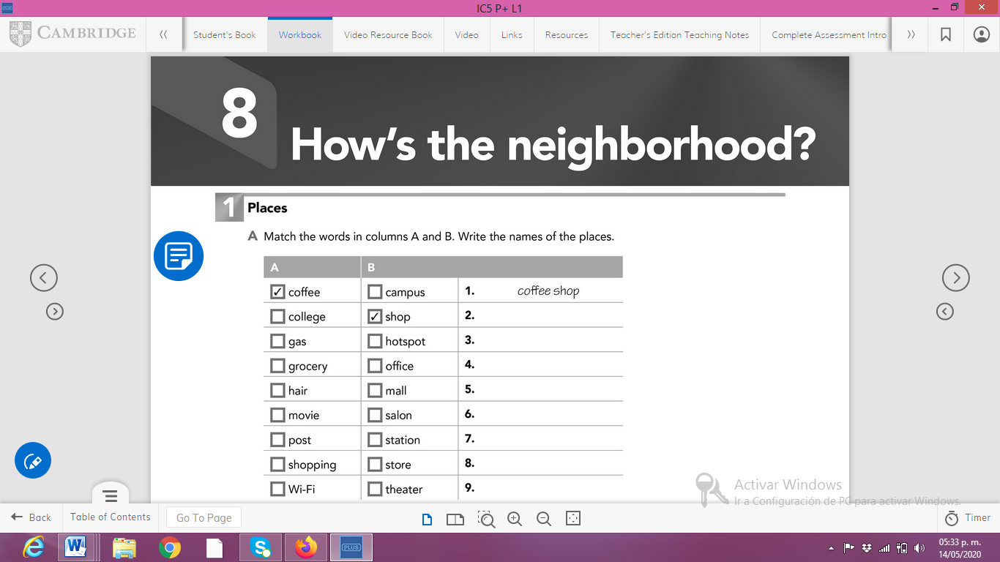 IC5 P+ L1
CAMBRIDGE
Student's Book
Workbook
Video Resource Book
Video
Links
Resources
Teacher's Edition Teaching Notes
Complete Assessment Intro
8
How's the neighborhood?
1 Places
A Match the words in columns A and B. Write the names of the places.
A B
✓ coffee campus 1. coffee shop
college ✓ shop 2.
gas hotspot 3.
grocery office 4.
hair mall 5.
movie salon 6.
post station 7.
shopping store 8.
Wi-Fi theater 9.
Activar Windows
Ir a Configuración de PC para activar Windows.
Back
Table of Contents
Go To Page
Timer
PLUS
05:33 p. m.
14/05/2020